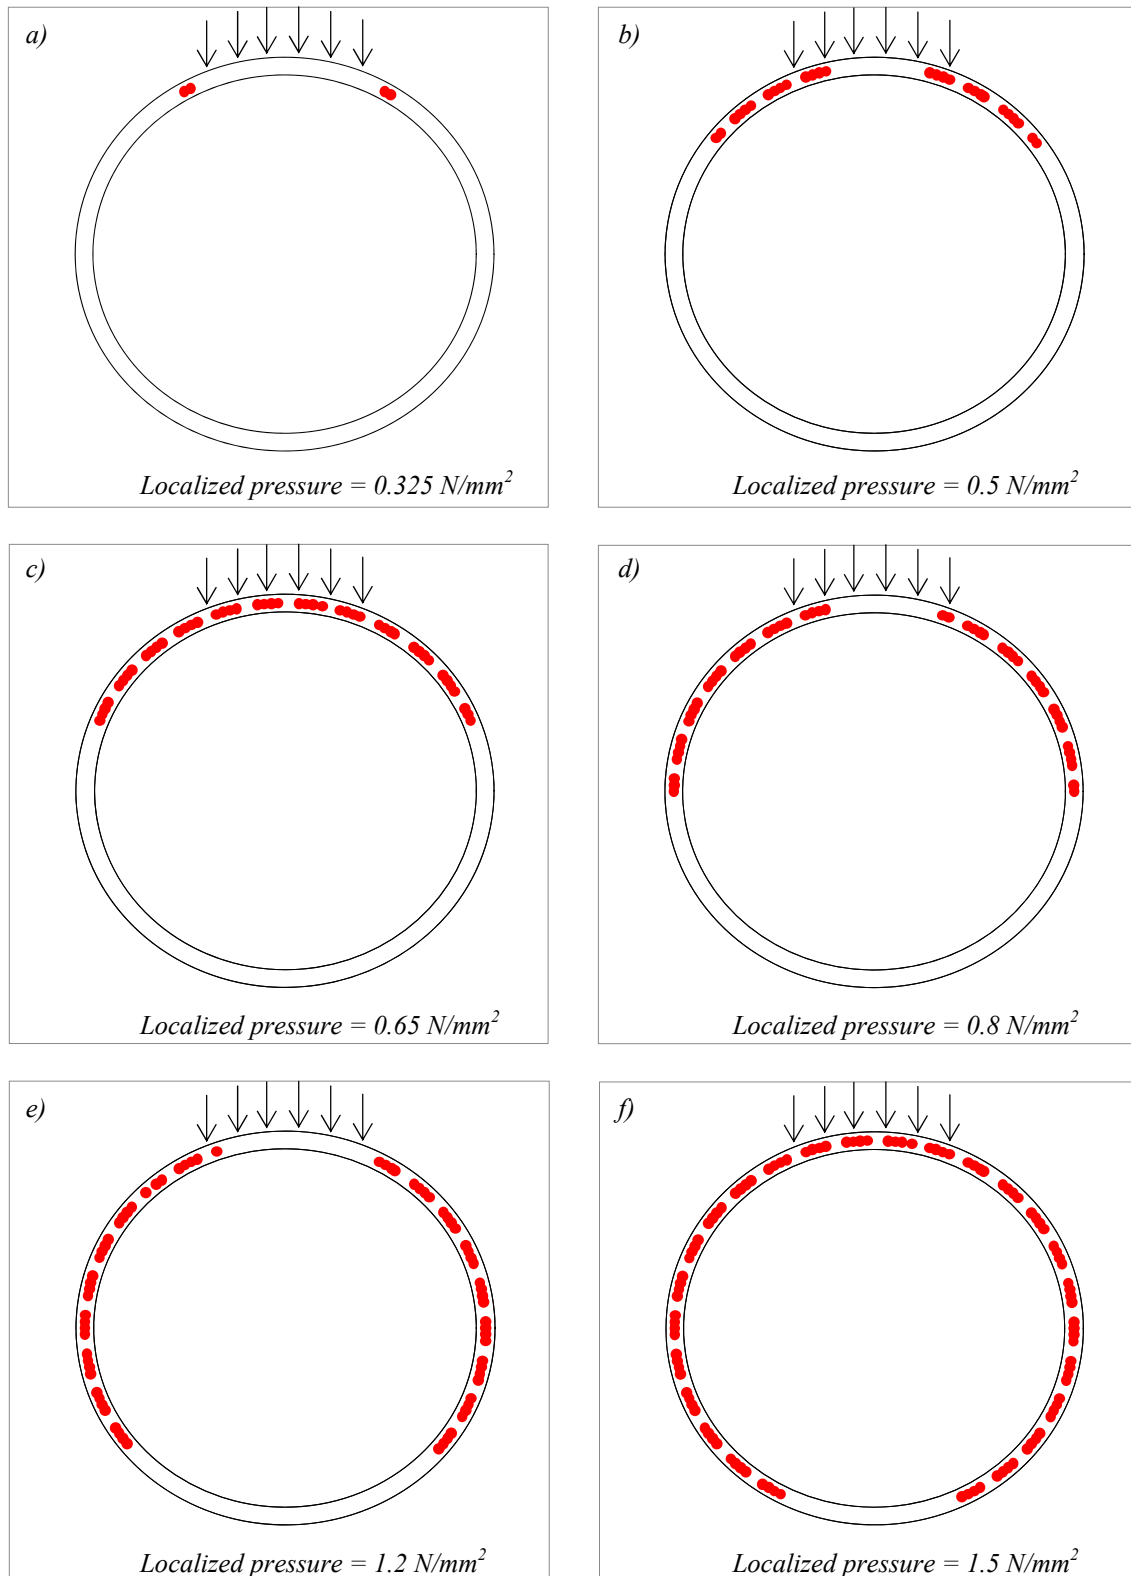 a)
Localized pressure = 0.325 N/mm²
b)
Localized pressure = 0.5 N/mm²
c)
Localized pressure = 0.65 N/mm²
d)
Localized pressure = 0.8 N/mm²
e)
Localized pressure = 1.2 N/mm²
f)
Localized pressure = 1.5 N/mm²